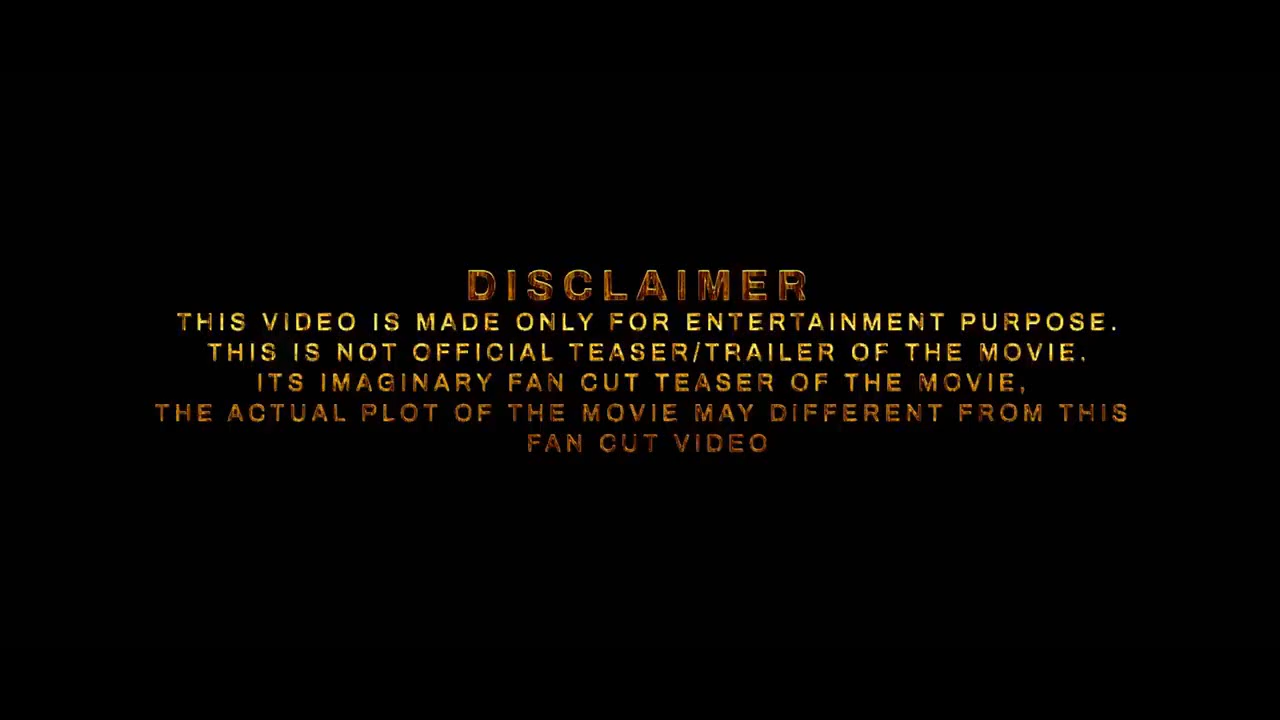 DISCLAIMER
THIS VIDEO IS MADE ONLY FOR ENTERTAINMENT PURPOSE.
THIS IS NOT OFFICIAL TEASER/TRAILER OF THE MOVIE.
ITS IMAGINARY FAN CUT TEASER OF THE MOVIE,
THE ACTUAL PLOT OF THE MOVIE MAY DIFFERENT FROM THIS
FAN CUT VIDEO